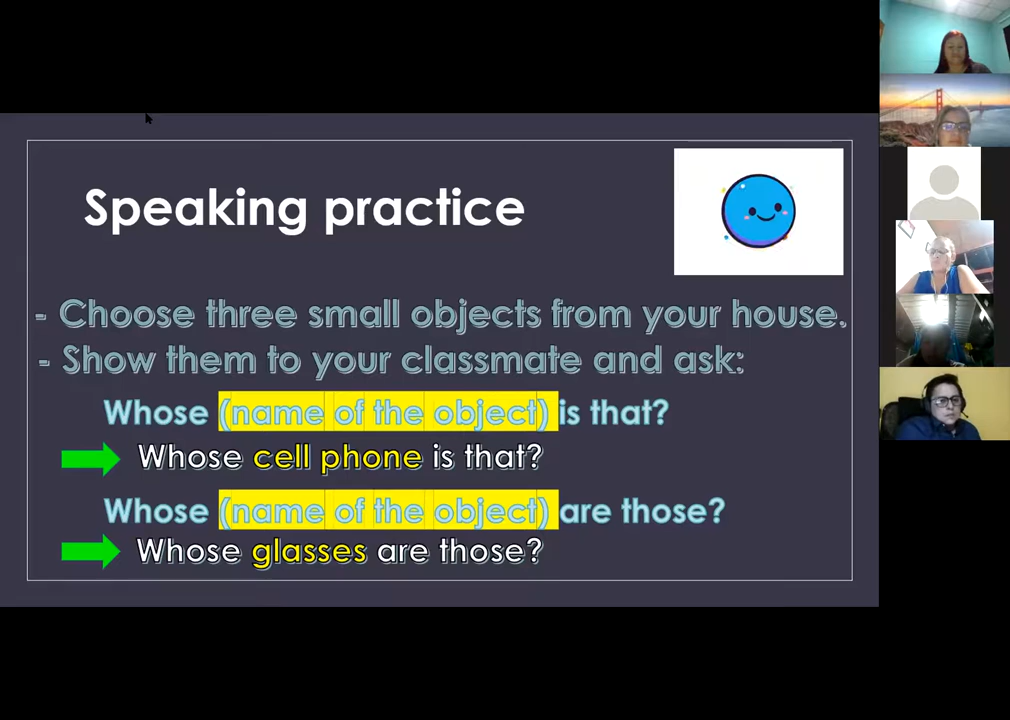 Speaking practice
- Choose three small objects from your house.
- Show them to your classmate and ask:
Whose (name of the object) is that?
Whose cell phone is that?
Whose (name of the object) are those?
Whose glasses are those?